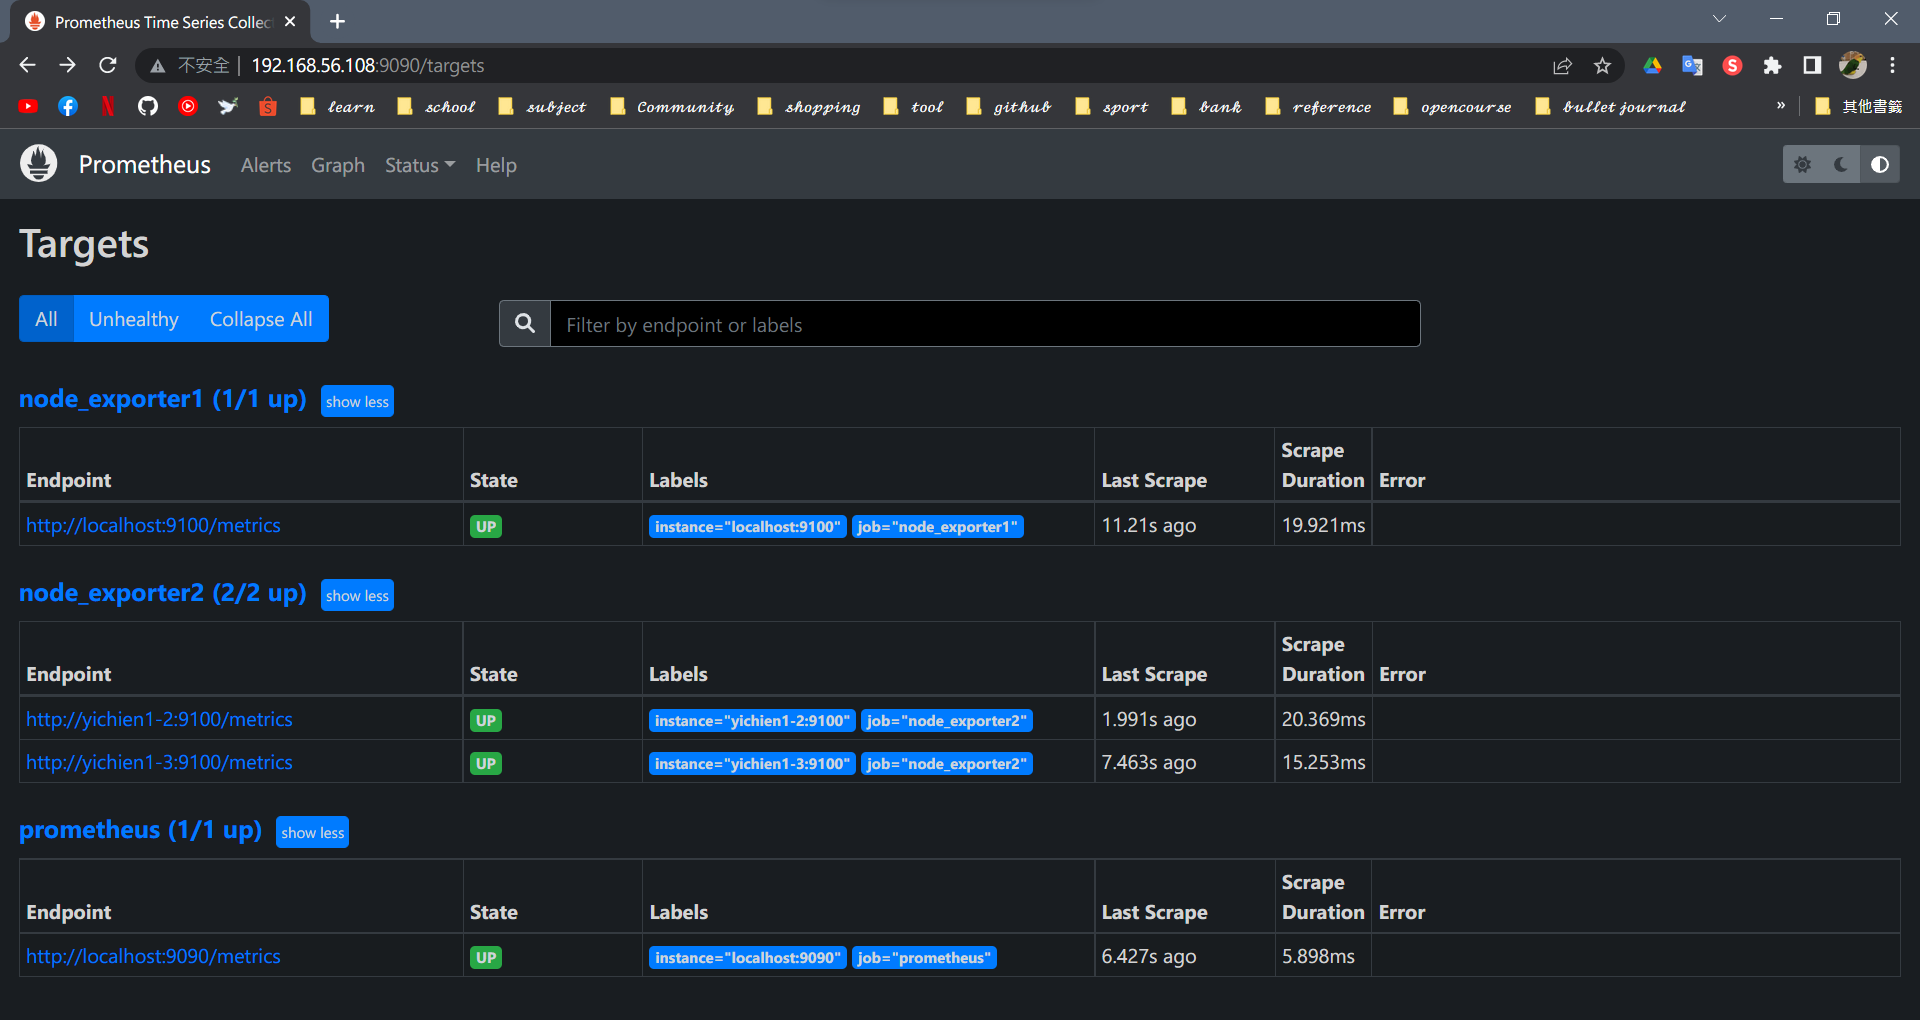 Prometheus Time Series Collec
不安全 | 192.168.56.108:9090/targets
learn school subject Community shopping tool github sport bank reference opencourse bullet journal » 其他書籤
Prometheus Alerts Graph Status Help
Targets
All Unhealthy Collapse All Filter by endpoint or labels
node_exporter1 (1/1 up) show less
Endpoint State Labels Last Scrape Scrape Duration Error
http://localhost:9100/metrics UP instance="localhost:9100" job="node_exporter1" 11.21s ago 19.921ms
node_exporter2 (2/2 up) show less
Endpoint State Labels Last Scrape Scrape Duration Error
http://yichien1-2:9100/metrics UP instance="yichien1-2:9100" job="node_exporter2" 1.991s ago 20.369ms
http://yichien1-3:9100/metrics UP instance="yichien1-3:9100" job="node_exporter2" 7.463s ago 15.253ms
prometheus (1/1 up) show less
Endpoint State Labels Last Scrape Scrape Duration Error
http://localhost:9090/metrics UP instance="localhost:9090" job="prometheus" 6.427s ago 5.898ms